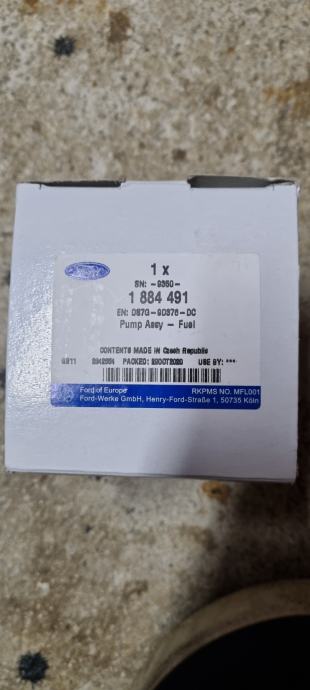 Ford
1 x
SN: -9350-
1 884 491
EN: DS7G-9D376-DC
Pump Assy - Fuel
CONTENTS MADE IN Czech Republic
PACKED: USE BY: ***
Ford of Europe RKPMS NO. MFL001
Ford-Werke GmbH, Henry-Ford-Straße 1, 50735 Köln